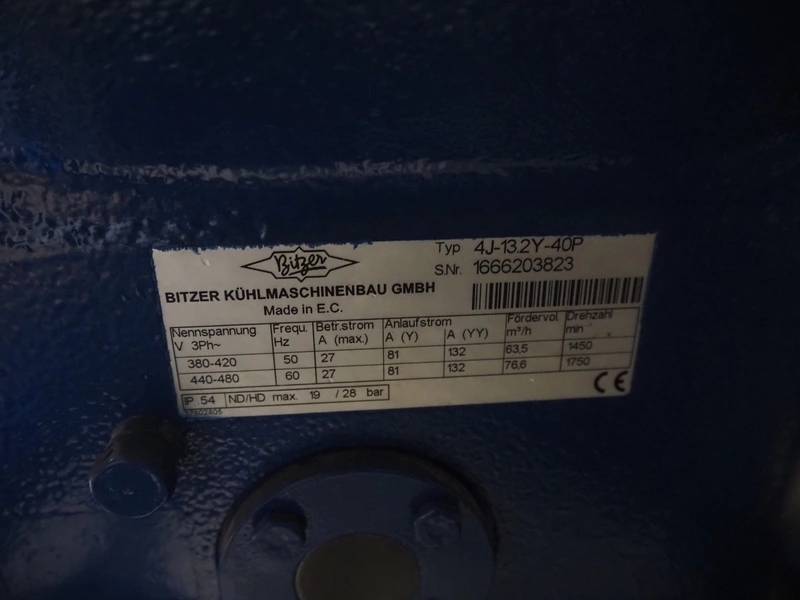 Bitzer
BITZER KÜHLMASCHINENBAU GMBH
Made in E.C.
Typ 4J-13.2Y-40P
S.Nr. 1666203823
Nennspannung Frequ. Betr.strom Anlaufstrom Fördervol. Drehzahl
V 3Ph~ Hz A (max.) A (Y) A (YY) m³/h min
380-420 50 27 81 132 63,5 1450
440-480 60 27 81 132 76,6 1750
IP 54 ND/HD max. 19 / 28 bar
CE